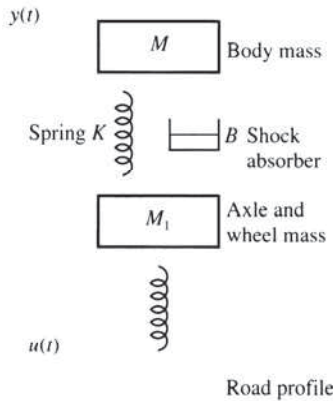 y(t)
M
Body mass
Spring K
B Shock
absorber
M₁
Axle and
wheel mass
u(t)
Road profile